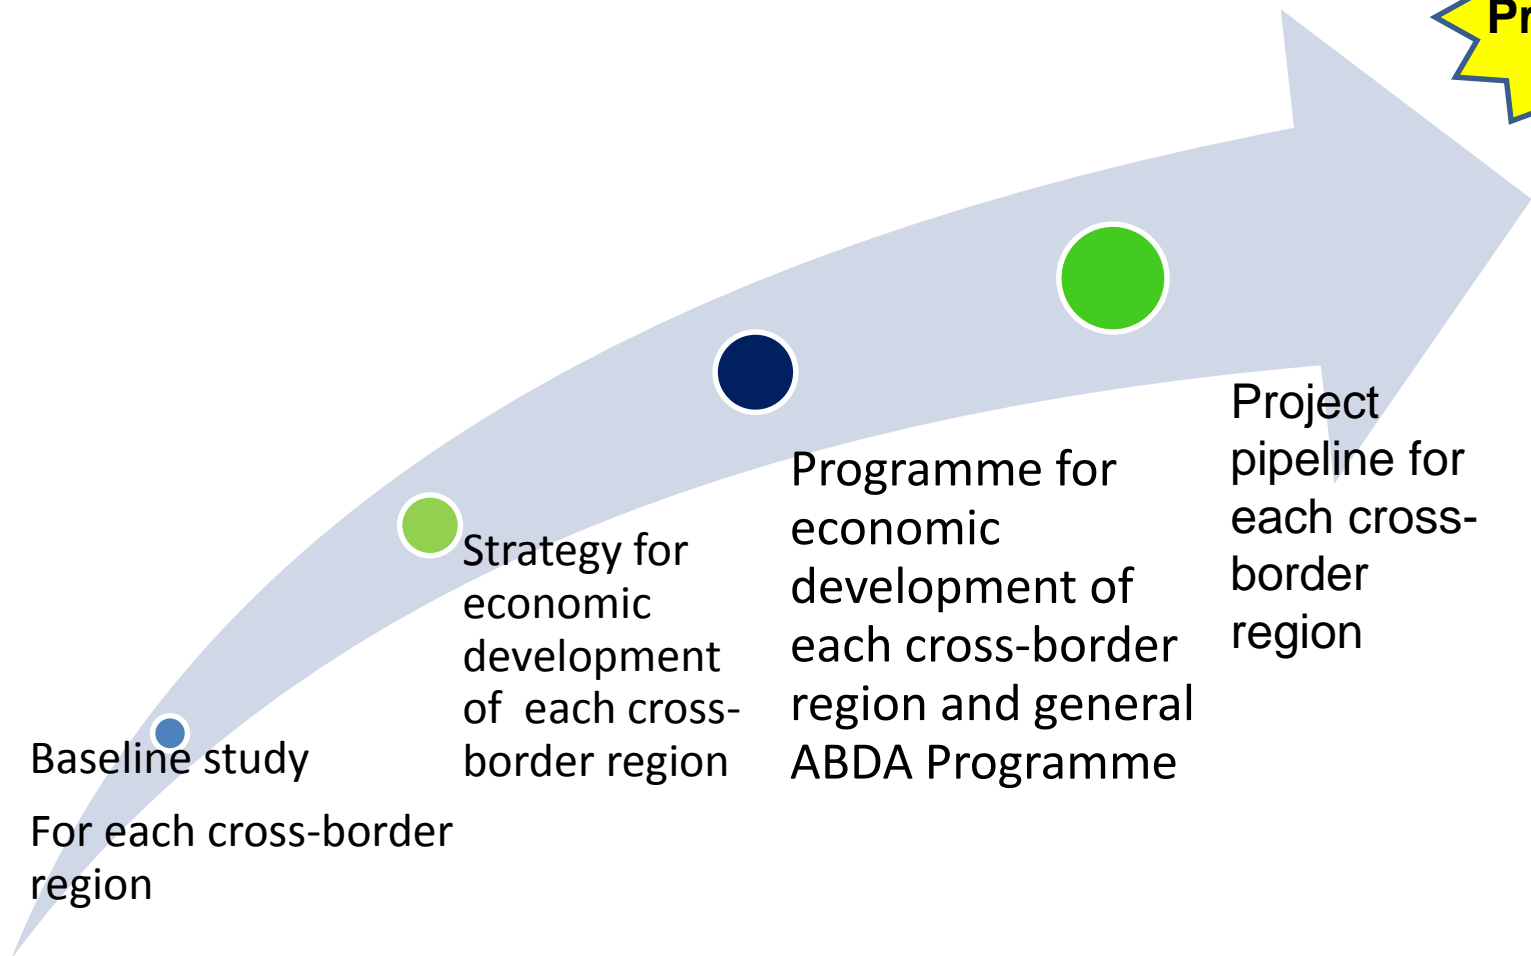 Baseline study
For each cross-border
region
Strategy for
economic
development
of  each cross-
border region
Programme for
economic
development of
each cross-border
region and general
ABDA Programme
Project
pipeline for
each cross-
border
region